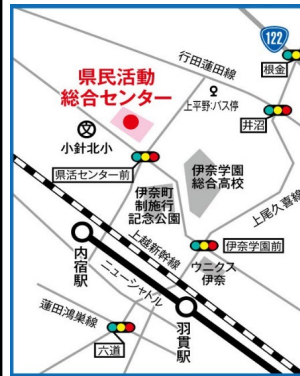 122
行田蓮田線
根金
県民活動
総合センター
上平野:バス停
井沼
小針北小
県活センター前
伊奈学園
総合高校
伊奈町
制施行
記念公園
上尾久喜線
上越新幹線
伊奈学園前
内宿駅
ニューシャトル
ウニクス
伊奈
蓮田鴻巣線
羽貫駅
六道